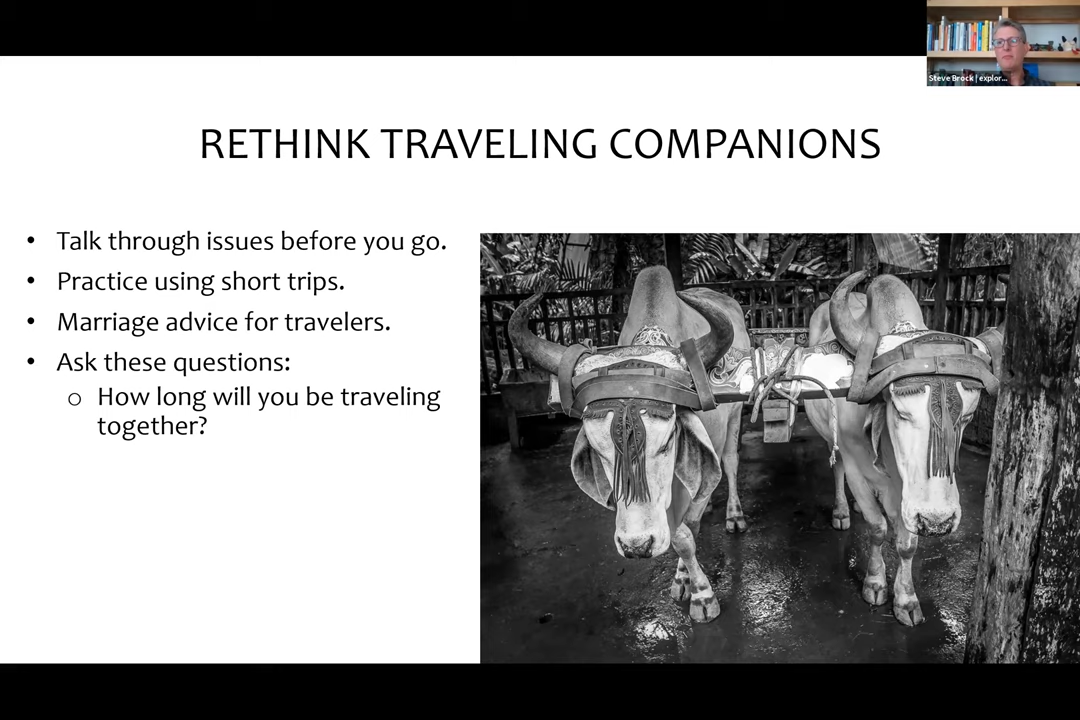 Steve Brock | explor...
RETHINK TRAVELING COMPANIONS
• Talk through issues before you go.
• Practice using short trips.
• Marriage advice for travelers.
• Ask these questions:
o How long will you be traveling
together?